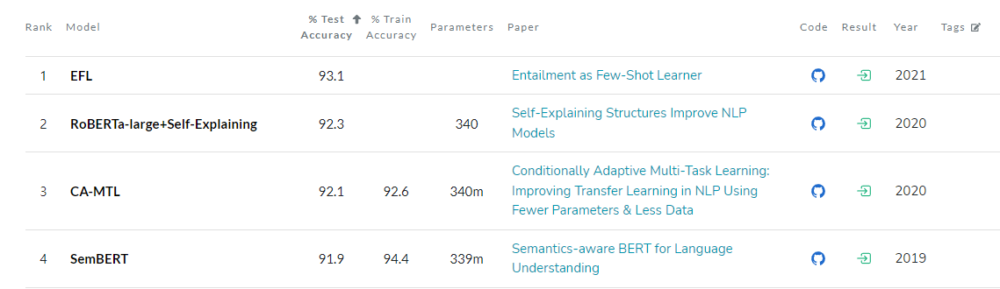 Rank Model % Test Accuracy % Train Accuracy Parameters Paper Code Result Year Tags
1 EFL 93.1 Entailment as Few-Shot Learner 2021
2 RoBERTa-large+Self-Explaining 92.3 340 Self-Explaining Structures Improve NLP
Models 2020
3 CA-MTL 92.1 92.6 340m Conditionally Adaptive Multi-Task Learning:
Improving Transfer Learning in NLP Using
Fewer Parameters & Less Data 2020
4 SemBERT 91.9 94.4 339m Semantics-aware BERT for Language
Understanding 2019